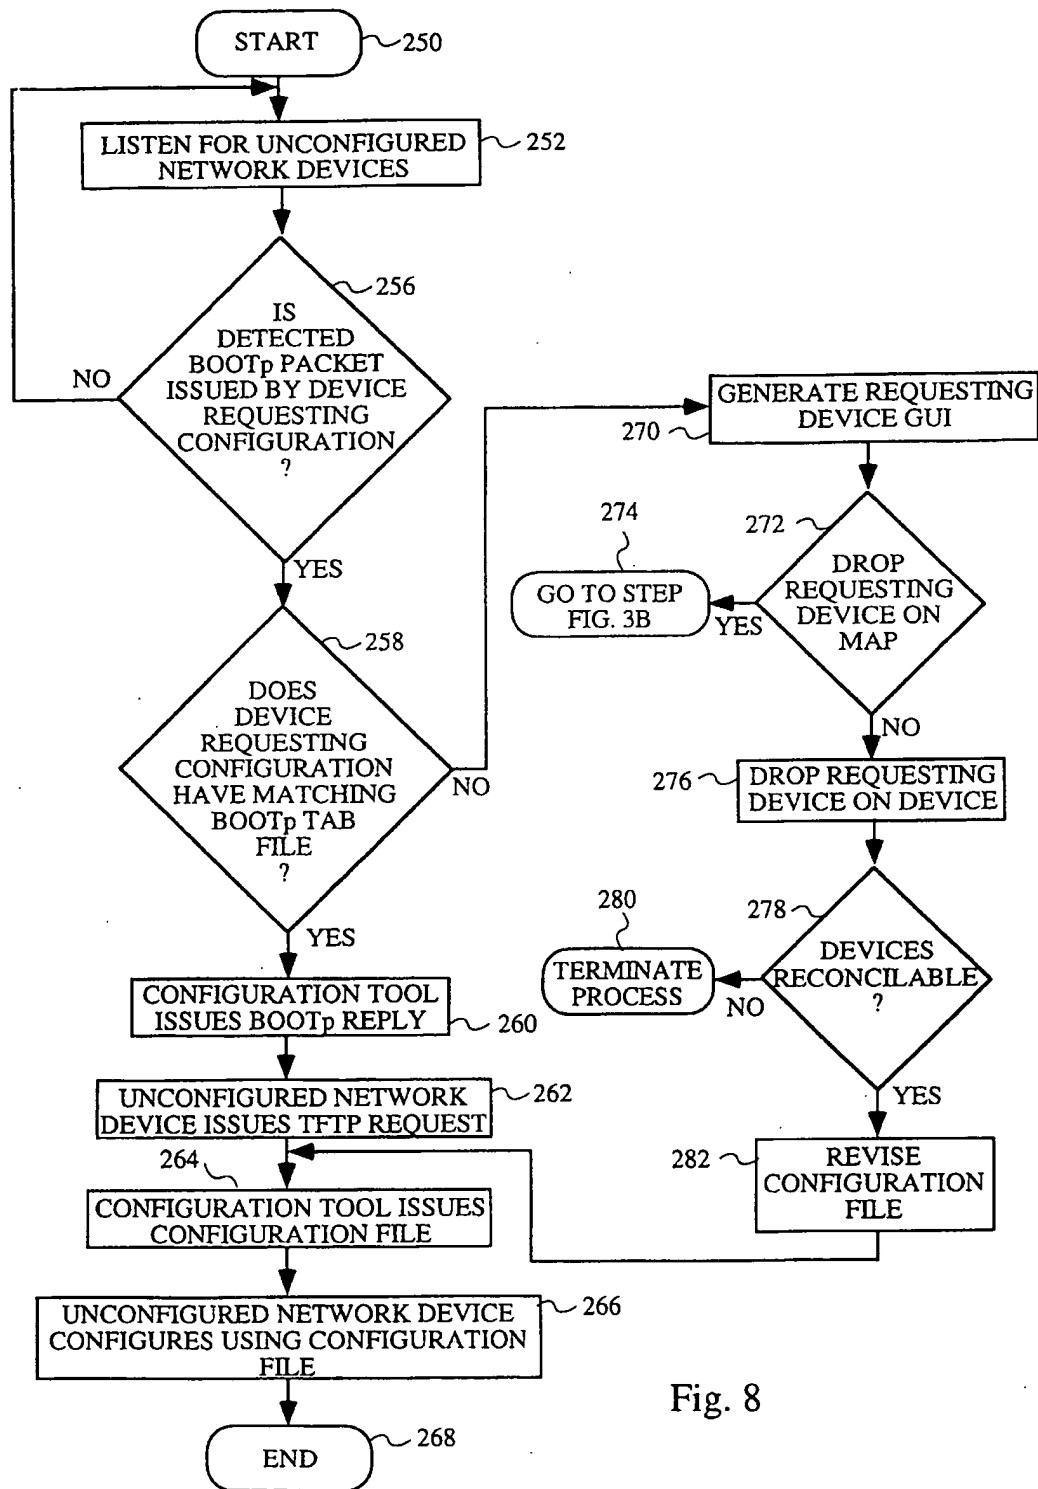 START
250
LISTEN FOR UNCONFIGURED
NETWORK DEVICES
252
256
IS
DETECTED
BOOTp PACKET
ISSUED BY DEVICE
REQUESTING
CONFIGURATION
?
NO
YES
258
DOES
DEVICE
REQUESTING
CONFIGURATION
HAVE MATCHING
BOOTp TAB
FILE
?
NO
YES
CONFIGURATION TOOL
ISSUES BOOTp REPLY
260
UNCONFIGURED NETWORK
DEVICE ISSUES TFTP REQUEST
262
264
CONFIGURATION TOOL ISSUES
CONFIGURATION FILE
UNCONFIGURED NETWORK DEVICE
CONFIGURES USING CONFIGURATION
FILE
266
END
268
GENERATE REQUESTING
DEVICE GUI
270
272
DROP
REQUESTING
DEVICE ON
MAP
274
GO TO STEP
FIG. 3B
YES
NO
276
DROP REQUESTING
DEVICE ON DEVICE
278
DEVICES
RECONCILABLE
?
280
TERMINATE
PROCESS
NO
YES
282
REVISE
CONFIGURATION
FILE
Fig. 8